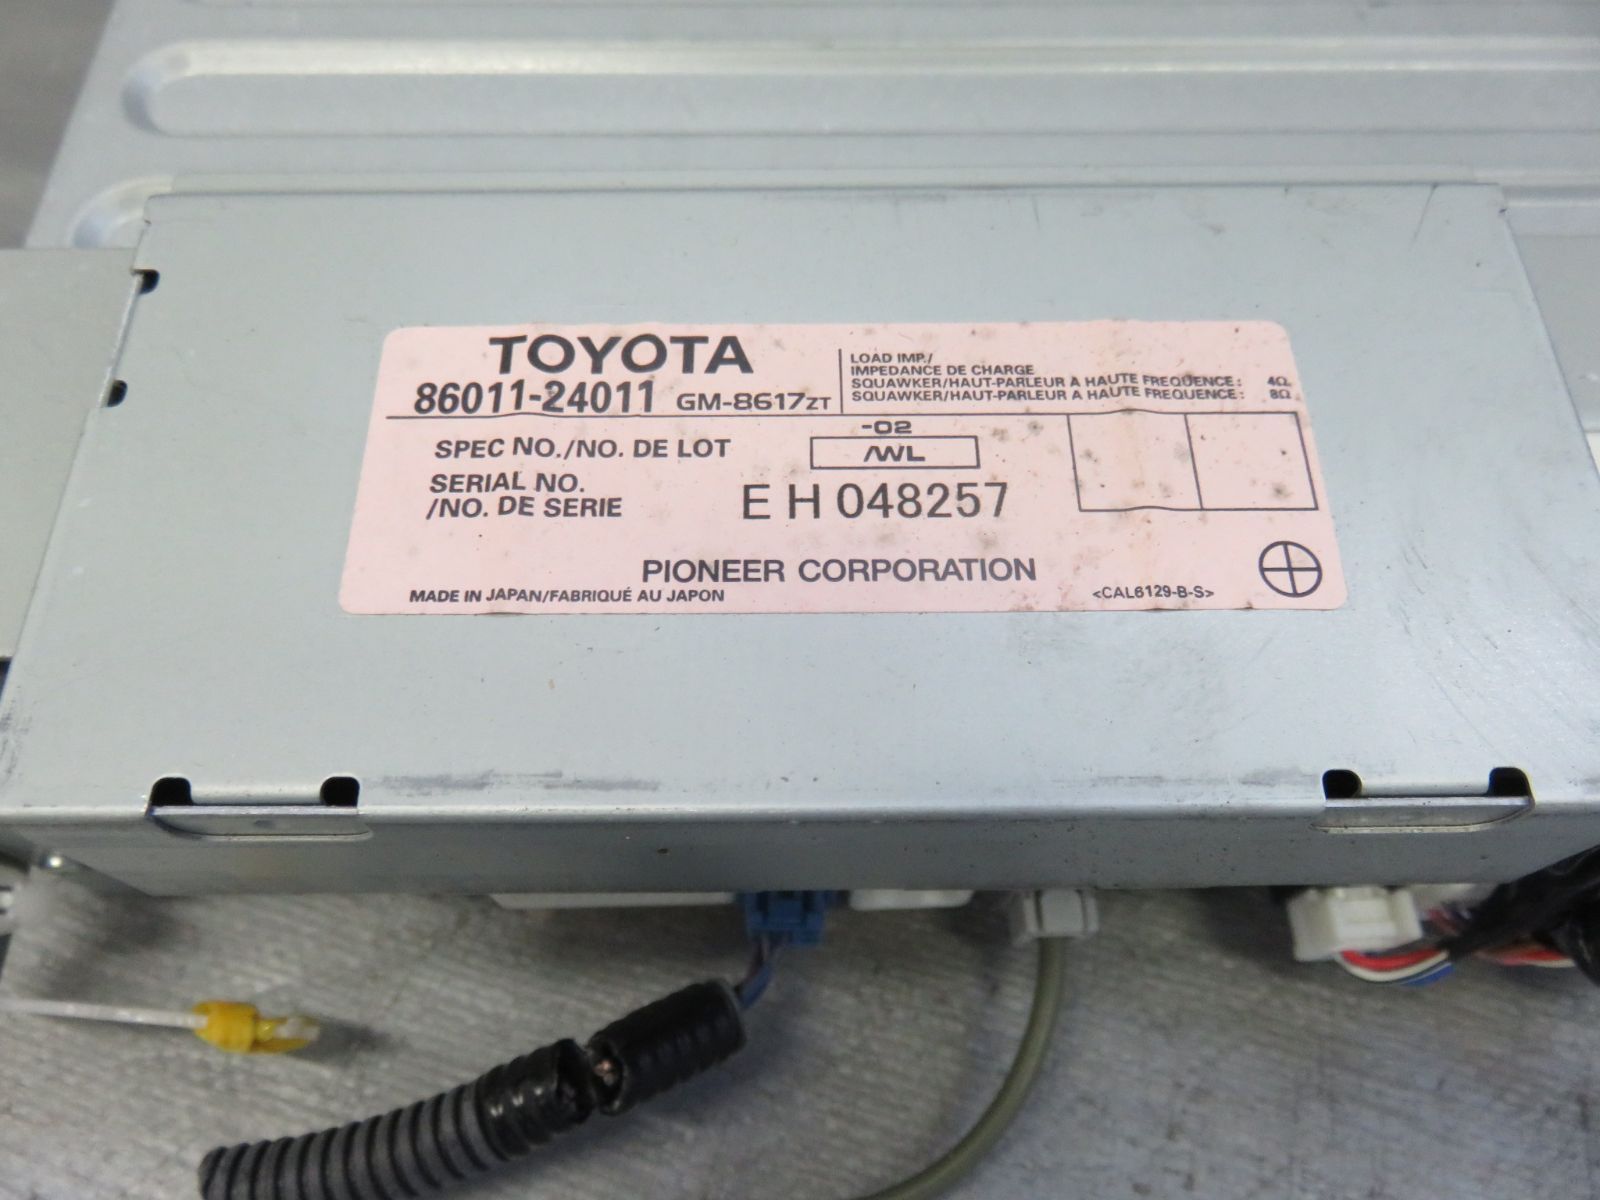 TOYOTA
86011-24011 GM-8617ZT
LOAD IMP./
IMPEDANCE DE CHARGE
SQUAWKER/HAUT-PARLEUR A HAUTE FREQUENCE: 4Ω
SQUAWKER/HAUT-PARLEUR A HAUTE FREQUENCE: 8Ω
SPEC NO./NO. DE LOT
-02
/WL
SERIAL NO.
/NO. DE SERIE
EH048257
PIONEER CORPORATION
MADE IN JAPAN/FABRIQUÉ AU JAPON
<CAL6129-B-S>